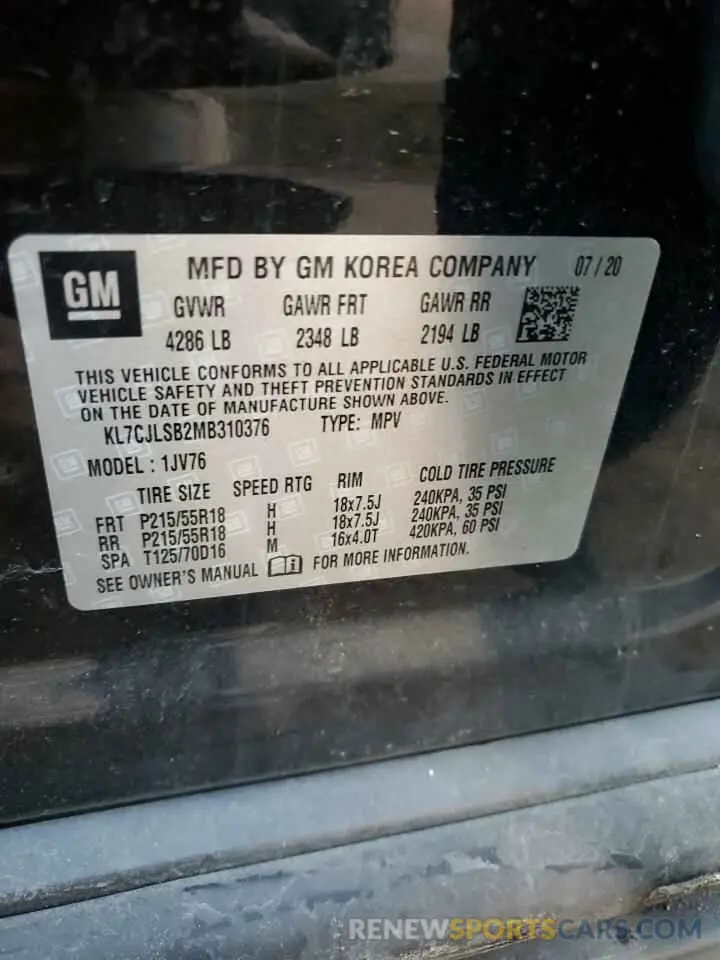 GM
MFD BY GM KOREA COMPANY 07/20
GVWR GAWR FRT GAWR RR
4286 LB 2348 LB 2194 LB
THIS VEHICLE CONFORMS TO ALL APPLICABLE U.S. FEDERAL MOTOR
VEHICLE SAFETY AND THEFT PREVENTION STANDARDS IN EFFECT
ON THE DATE OF MANUFACTURE SHOWN ABOVE.
KL7CJLSB2MB310376 TYPE: MPV
MODEL : 1JV76
TIRE SIZE SPEED RTG RIM COLD TIRE PRESSURE
FRT P215/55R18 H 18x7.5J 240KPA, 35 PSI
RR P215/55R18 H 18x7.5J 240KPA, 35 PSI
SPA T125/70D16 M 16x4.0T 420KPA, 60 PSI
SEE OWNER'S MANUAL FOR MORE INFORMATION.
RENEWSPORTSCARS.COM